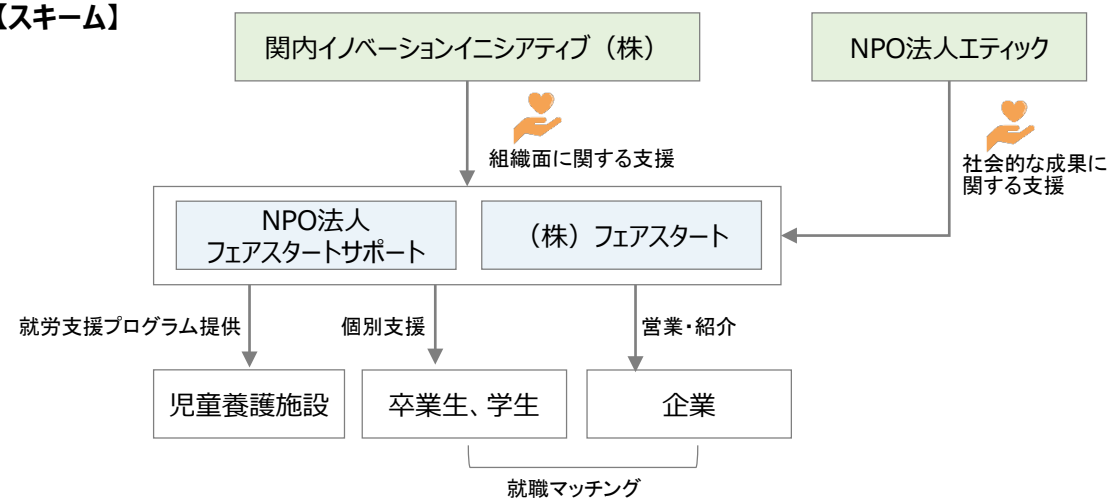 【スキーム】
関内イノベーションイニシアティブ（株）
NPO法人エティック
組織面に関する支援
社会的な成果に
関する支援
NPO法人
フェアスタートサポート
（株）フェアスタート
就労支援プログラム提供
個別支援
営業・紹介
児童養護施設
卒業生、学生
企業
就職マッチング